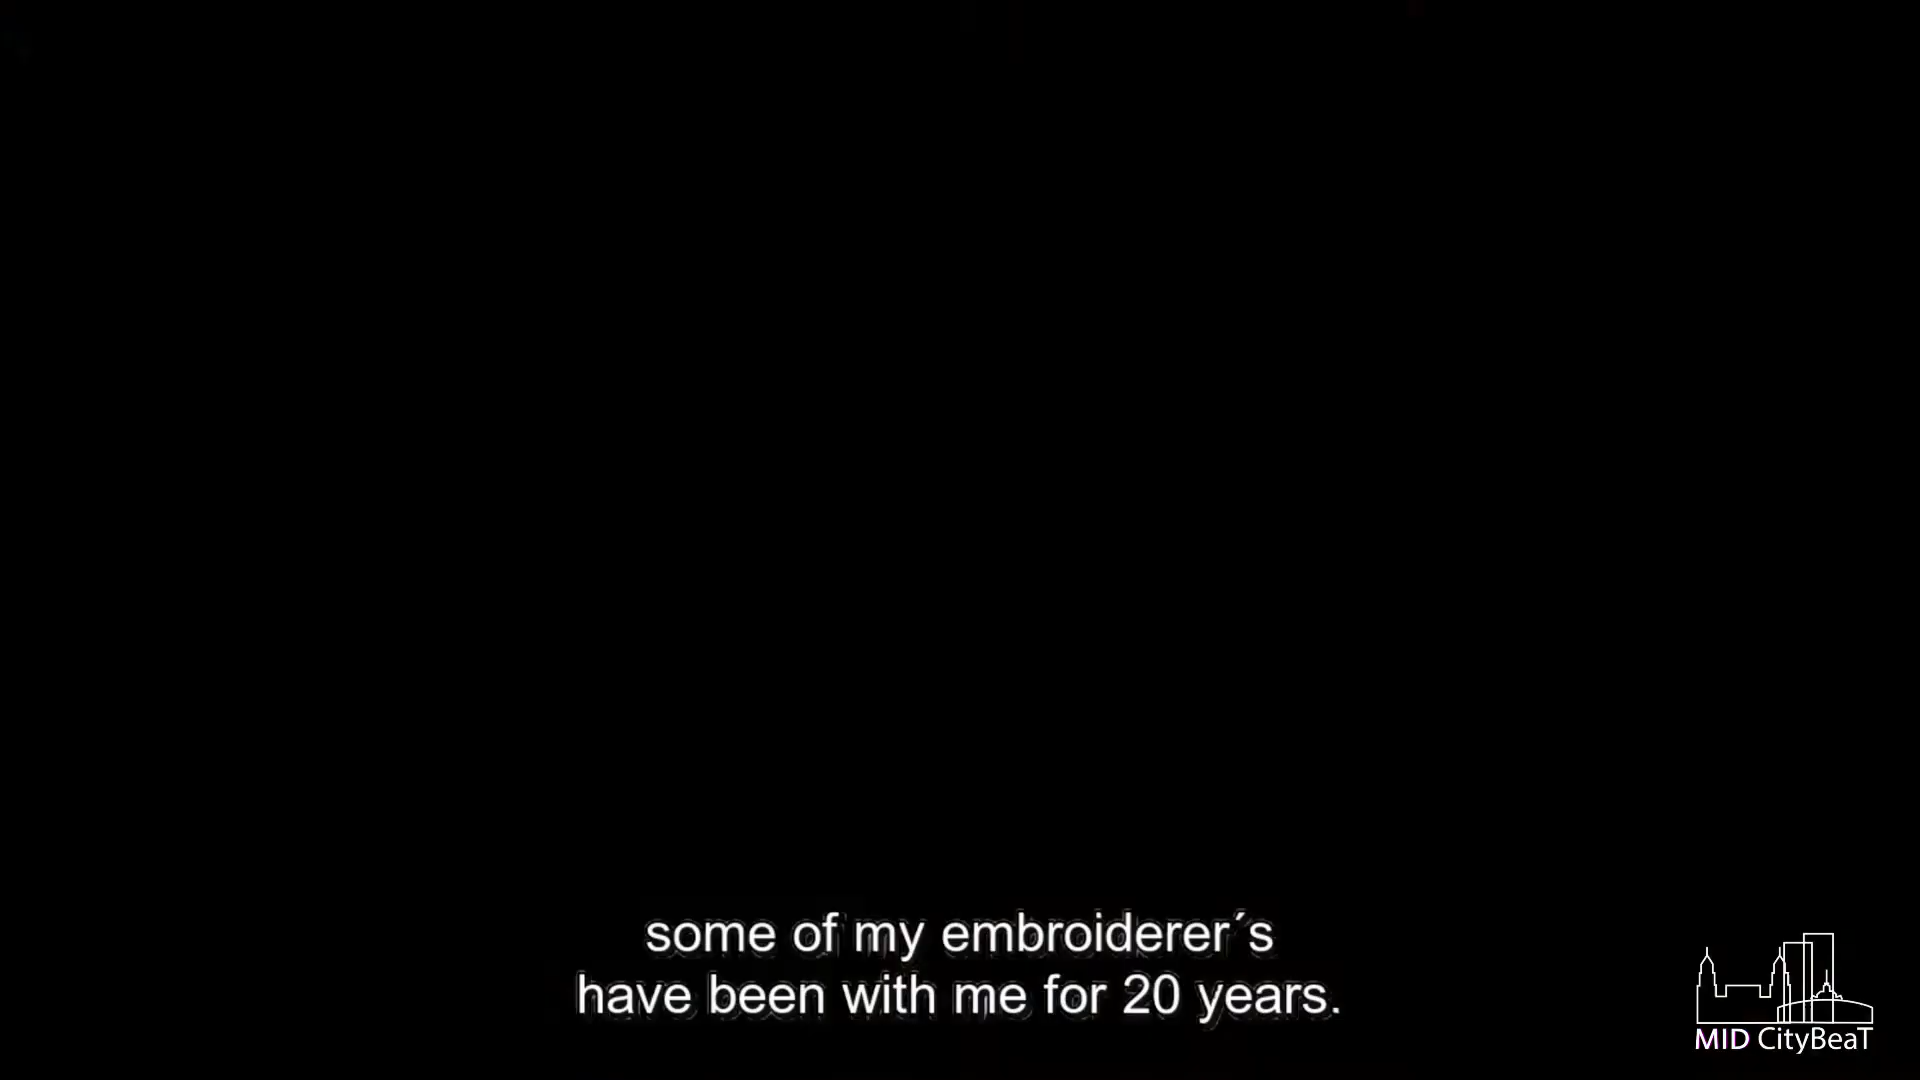 some of my embroiderer´s
have been with me for 20 years.
MID CityBeaT